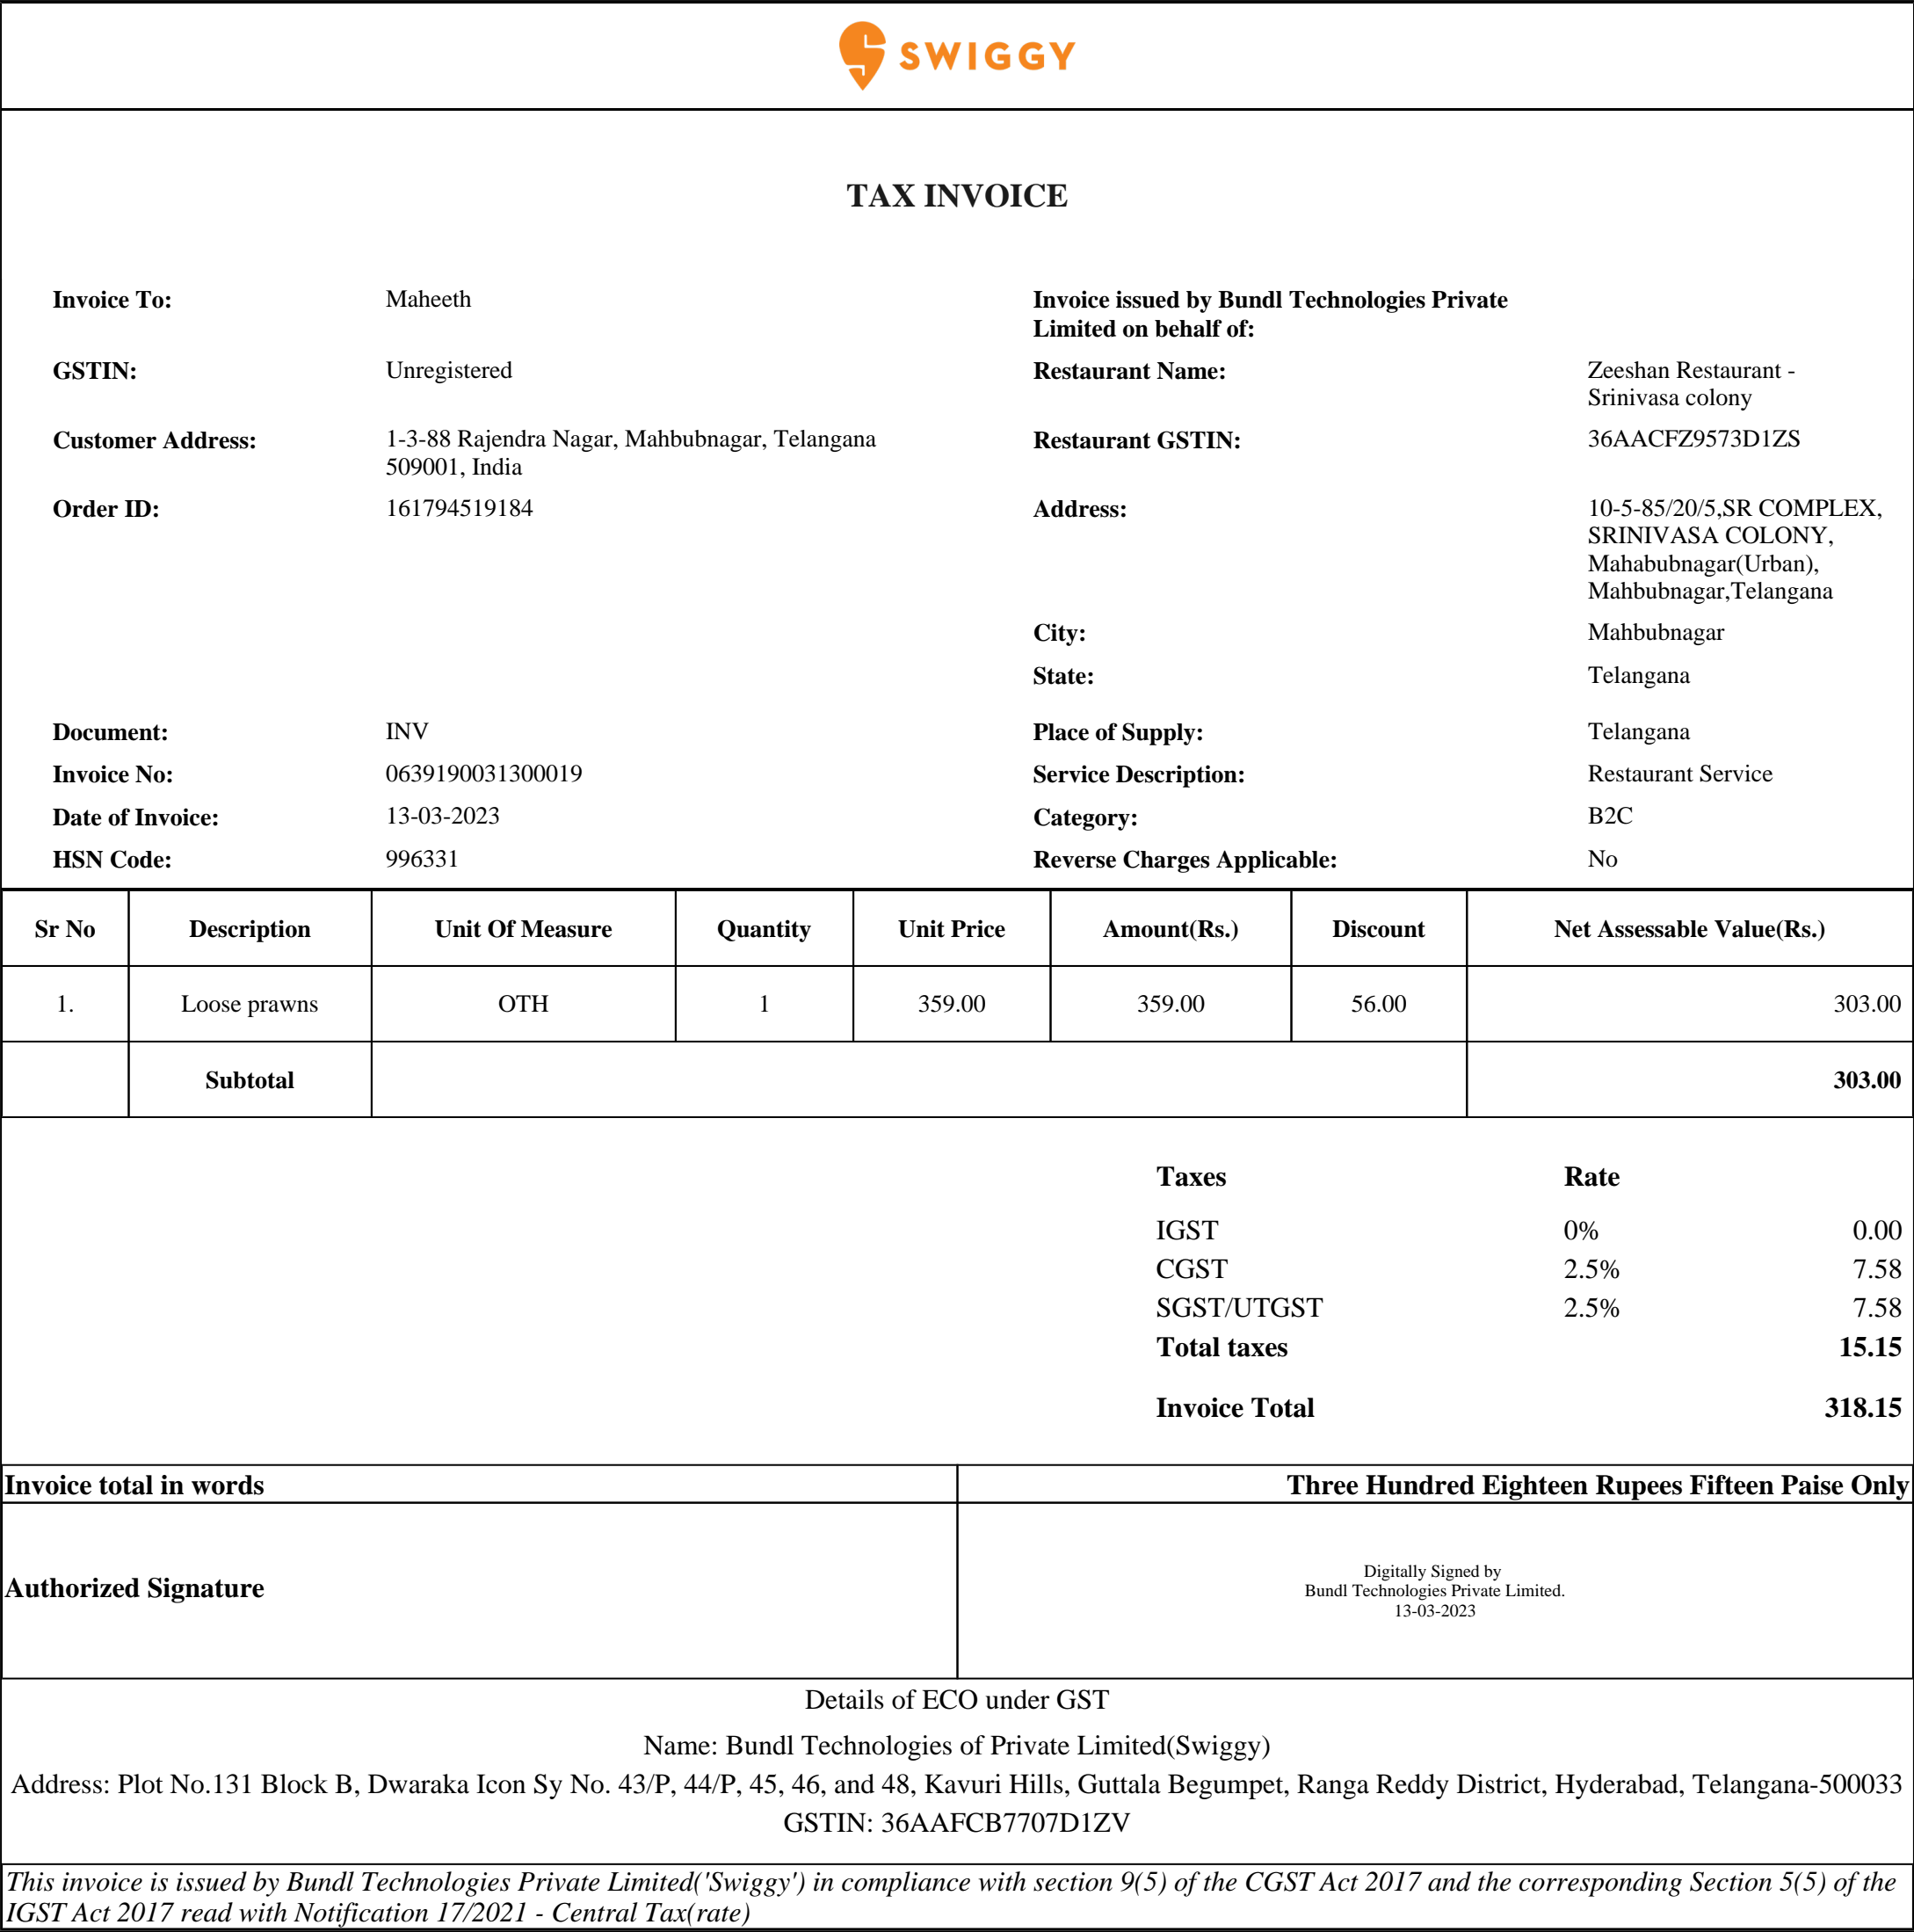 SWIGGY
TAX INVOICE
Invoice To: Maheeth Invoice issued by Bundl Technologies Private
Limited on behalf of:
GSTIN: Unregistered Restaurant Name: Zeeshan Restaurant -
Srinivasa colony
Customer Address: 1-3-88 Rajendra Nagar, Mahbubnagar, Telangana Restaurant GSTIN: 36AACFZ9573D1ZS
509001, India
Order ID: 161794519184 Address: 10-5-85/20/5,SR COMPLEX,
SRINIVASA COLONY,
Mahabubnagar(Urban),
Mahbubnagar,Telangana
City: Mahbubnagar
State: Telangana
Document: INV Place of Supply: Telangana
Invoice No: 0639190031300019 Service Description: Restaurant Service
Date of Invoice: 13-03-2023 Category: B2C
HSN Code: 996331 Reverse Charges Applicable: No
Sr No Description Unit Of Measure Quantity Unit Price Amount(Rs.) Discount Net Assessable Value(Rs.)
1. Loose prawns OTH 1 359.00 359.00 56.00 303.00
Subtotal 303.00
Taxes Rate
IGST 0% 0.00
CGST 2.5% 7.58
SGST/UTGST 2.5% 7.58
Total taxes 15.15
Invoice Total 318.15
Invoice total in words Three Hundred Eighteen Rupees Fifteen Paise Only
Digitally Signed by
Authorized Signature Bundl Technologies Private Limited.
13-03-2023
Details of ECO under GST
Name: Bundl Technologies of Private Limited(Swiggy)
Address: Plot No.131 Block B, Dwaraka Icon Sy No. 43/P, 44/P, 45, 46, and 48, Kavuri Hills, Guttala Begumpet, Ranga Reddy District, Hyderabad, Telangana-500033
GSTIN: 36AAFCB7707D1ZV
This invoice is issued by Bundl Technologies Private Limited('Swiggy') in compliance with section 9(5) of the CGST Act 2017 and the corresponding Section 5(5) of the
IGST Act 2017 read with Notification 17/2021 - Central Tax(rate)